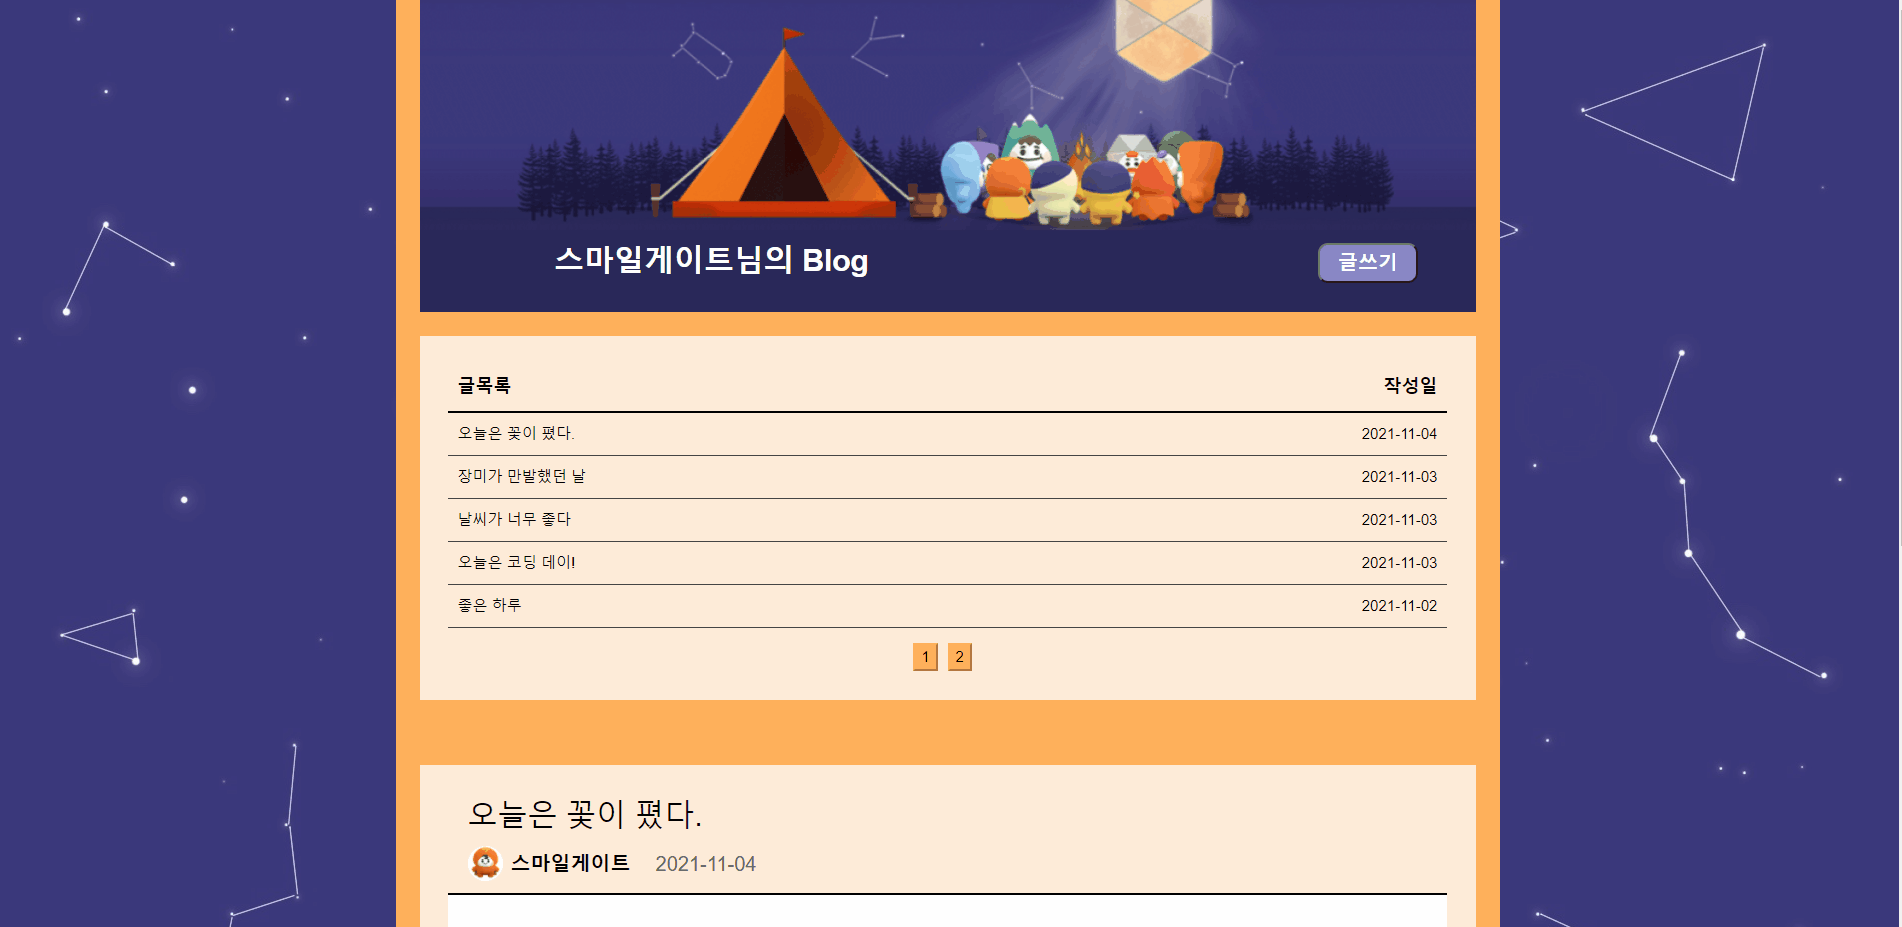 스마일게이트님의 Blog 글쓰기
글목록 작성일
오늘은 꽃이 폈다. 2021-11-04
장미가 만발했던 날 2021-11-03
날씨가 너무 좋다 2021-11-03
오늘은 코딩 데이! 2021-11-03
좋은 하루 2021-11-02
1 2
오늘은 꽃이 폈다.
스마일게이트 2021-11-04